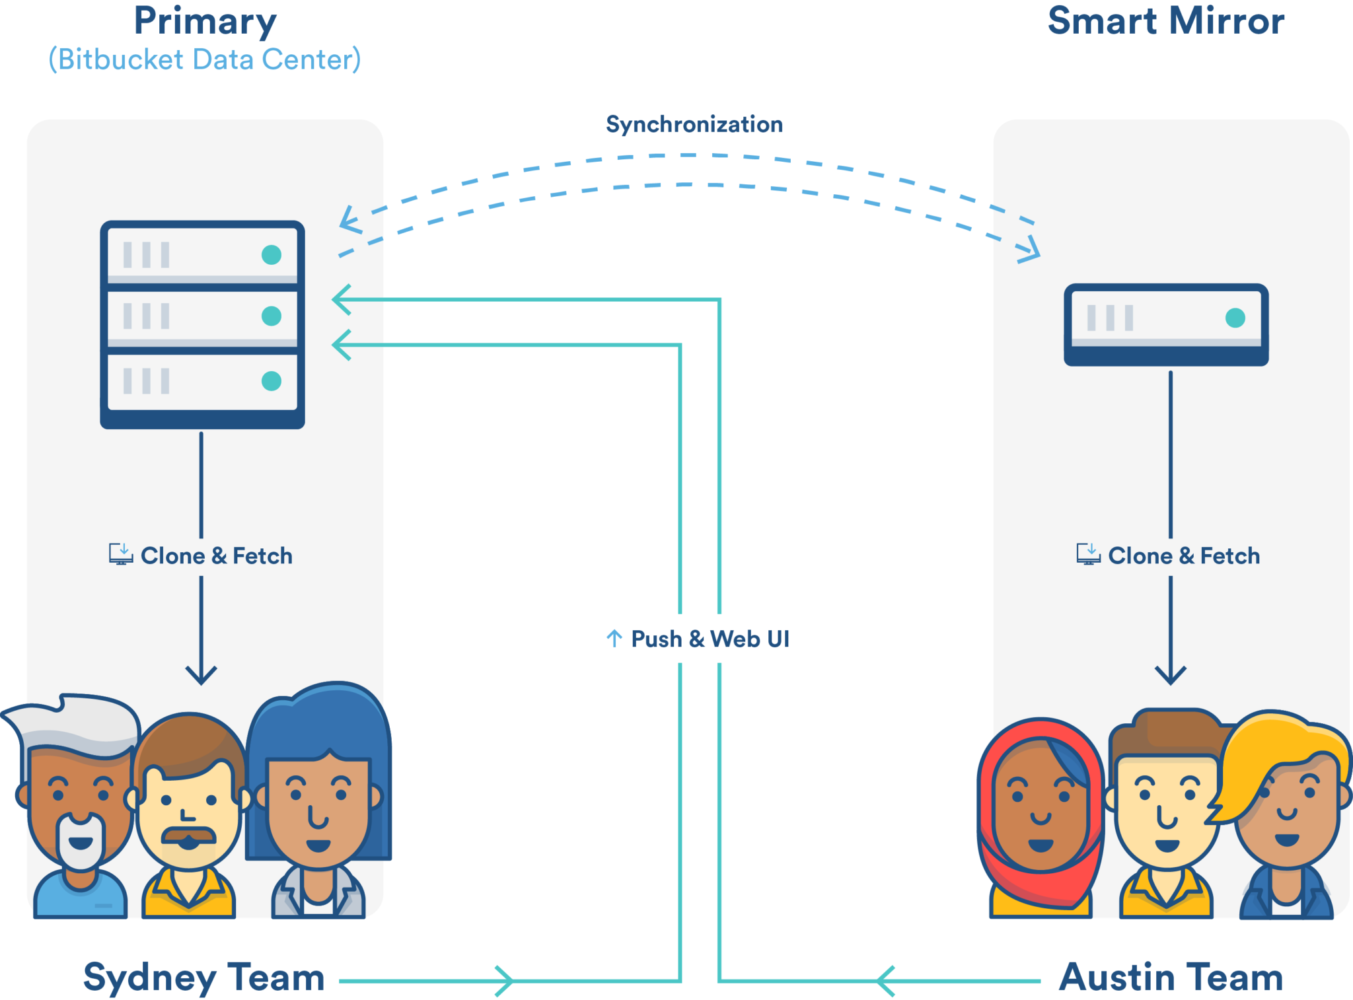 Primary
(Bitbucket Data Center)
Smart Mirror
Synchronization
Clone & Fetch
Clone & Fetch
Push & Web UI
Sydney Team
Austin Team